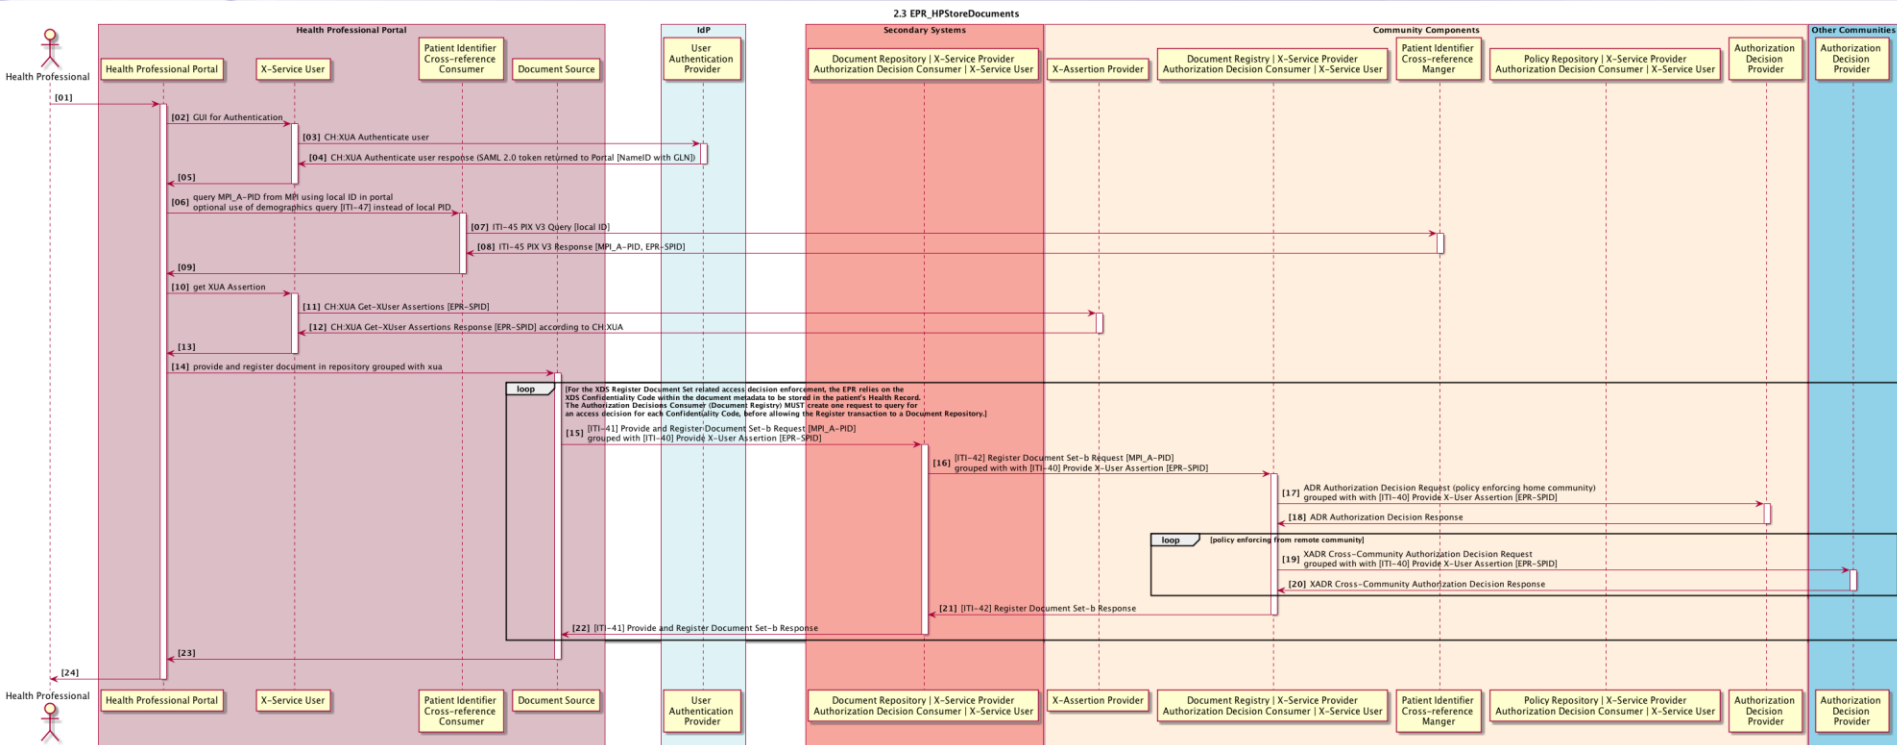 2.3 EPR_HPStoreDocuments
Health Professional Portal
IdP
Secondary Systems
Community Components
Other Communities
Health Professional
Health Professional Portal
X-Service User
Patient Identifier
Cross-reference
Consumer
Document Source
User
Authentication
Provider
Document Repository | X-Service Provider
Authorization Decision Consumer | X-Service User
X-Assertion Provider
Document Registry | X-Service Provider
Authorization Decision Consumer | X-Service User
Patient Identifier
Cross-reference
Manger
Policy Repository | X-Service Provider
Authorization Decision Consumer | X-Service User
Authorization
Decision
Provider
Authorization
Decision
Provider
[01]
[02] GUI for Authentication
[03] CH:XUA Authenticate user
[04] CH:XUA Authenticate user response (SAML 2.0 token returned to Portal [NameID with GLN])
[05]
[06] query MPI_A-PID from MPI using local ID in portal
optional use of demographics query [ITI-47] instead of local PID
[07] ITI-45 PIX V3 Query [local ID]
[08] ITI-45 PIX V3 Response [MPI_A-PID, EPR-SPID]
[09]
[10] get XUA Assertion
[11] CH:XUA Get-XUser Assertions [EPR-SPID]
[12] CH:XUA Get-XUser Assertions Response [EPR-SPID] according to CH:XUA
[13]
[14] provide and register document in repository grouped with xua
loop [For the XDS Register Document Set related access decision enforcement, the EPR relies on the
XDS Confidentiality Code within the document metadata to be stored in the patient's Health Record.
The Authorization Decisions Consumer (Document Registry) MUST create one request to query for
an access decision for each Confidentiality Code, before allowing the Register transaction to a Document Repository.]
[15] [ITI-41] Provide and Register Document Set-b Request [MPI_A-PID]
grouped with [ITI-40] Provide X-User Assertion [EPR-SPID]
[16] [ITI-42] Register Document Set-b Request [MPI_A-PID]
grouped with with [ITI-40] Provide X-User Assertion [EPR-SPID]
[17] ADR Authorization Decision Request (policy enforcing home community)
grouped with with [ITI-40] Provide X-User Assertion [EPR-SPID]
[18] ADR Authorization Decision Response
loop [policy enforcing from remote community]
[19] XADR Cross-Community Authorization Decision Request
grouped with with [ITI-40] Provide X-User Assertion [EPR-SPID]
[20] XADR Cross-Community Authorization Decision Response
[21] [ITI-42] Register Document Set-b Response
[22] [ITI-41] Provide and Register Document Set-b Response
[23]
[24]
Health Professional
Health Professional Portal
X-Service User
Patient Identifier
Cross-reference
Consumer
Document Source
User
Authentication
Provider
Document Repository | X-Service Provider
Authorization Decision Consumer | X-Service User
X-Assertion Provider
Document Registry | X-Service Provider
Authorization Decision Consumer | X-Service User
Patient Identifier
Cross-reference
Manger
Policy Repository | X-Service Provider
Authorization Decision Consumer | X-Service User
Authorization
Decision
Provider
Authorization
Decision
Provider